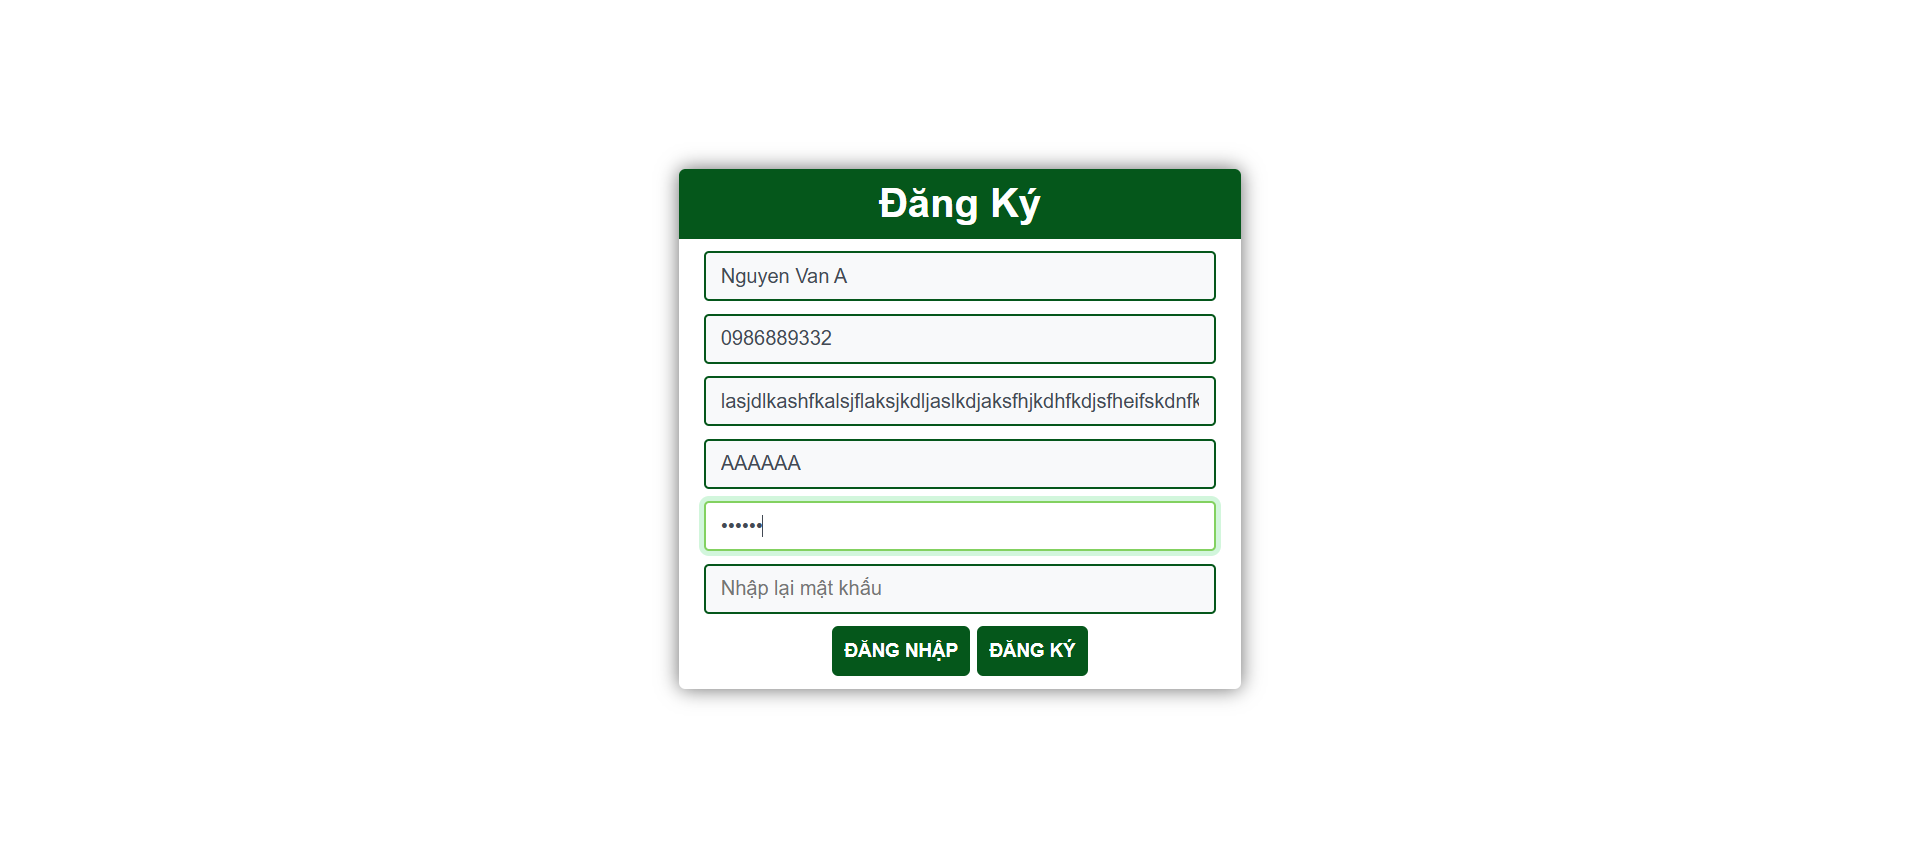 Đăng Ký
Nguyen Van A
0986889332
lasjdlkashfkalsjflaksjkdljaslkdjaksfhjkdhfkdjsfheifskdnfk
AAAAAA
••••••
Nhập lại mật khẩu
ĐĂNG NHẬP ĐĂNG KÝ